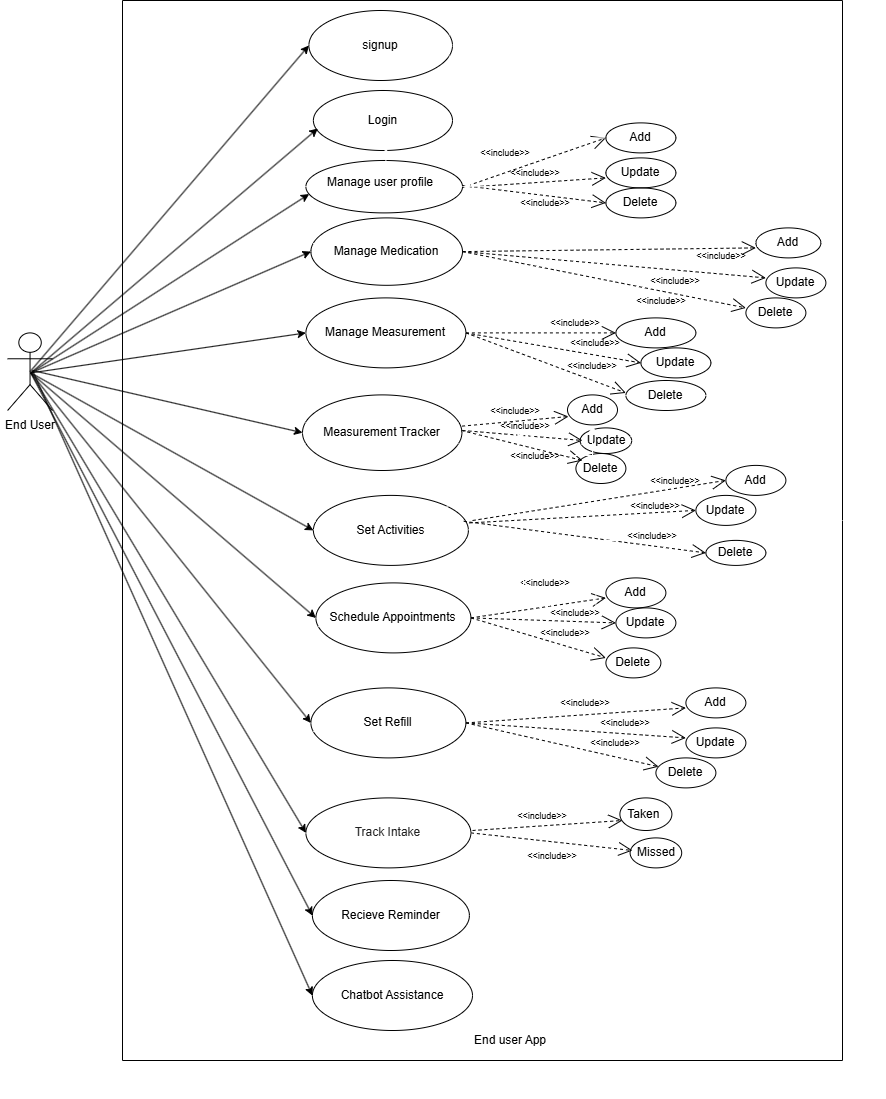 signup
Login
Manage user profile
<<include>>
Add
<<include>>
Update
<<include>>
Delete
Manage Medication
<<include>>
Add
<<include>>
Update
<<include>>
Delete
Manage Measurement
<<include>>
Add
<<include>>
Update
<<include>>
Delete
End User
Measurement Tracker
<<include>>
Add
<<include>>
Update
<<include>>
Delete
Set Activities
<<include>>
Add
<<include>>
Update
<<include>>
Delete
Schedule Appointments
<<include>>
Add
<<include>>
Update
<<include>>
Delete
Set Refill
<<include>>
Add
<<include>>
Update
<<include>>
Delete
Track Intake
<<include>>
Taken
<<include>>
Missed
Recieve Reminder
Chatbot Assistance
End user App